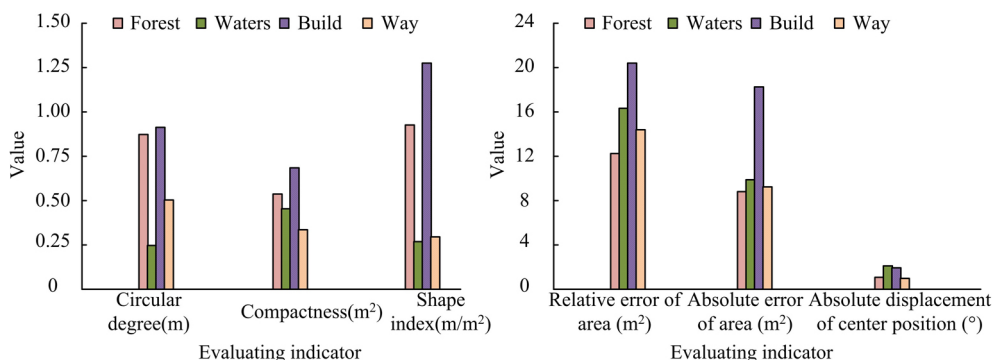 1.50
1.25
1.00
0.75
0.50
0.25
0
Value
Forest Waters Build Way
Circular degree(m)
Compactness(m²)
Shape index(m/m²)
Evaluating indicator
24
20
16
12
8
4
0
Value
Forest Waters Build Way
Relative error of area (m²)
Absolute error of area (m²)
Absolute displacement of center position (°)
Evaluating indicator